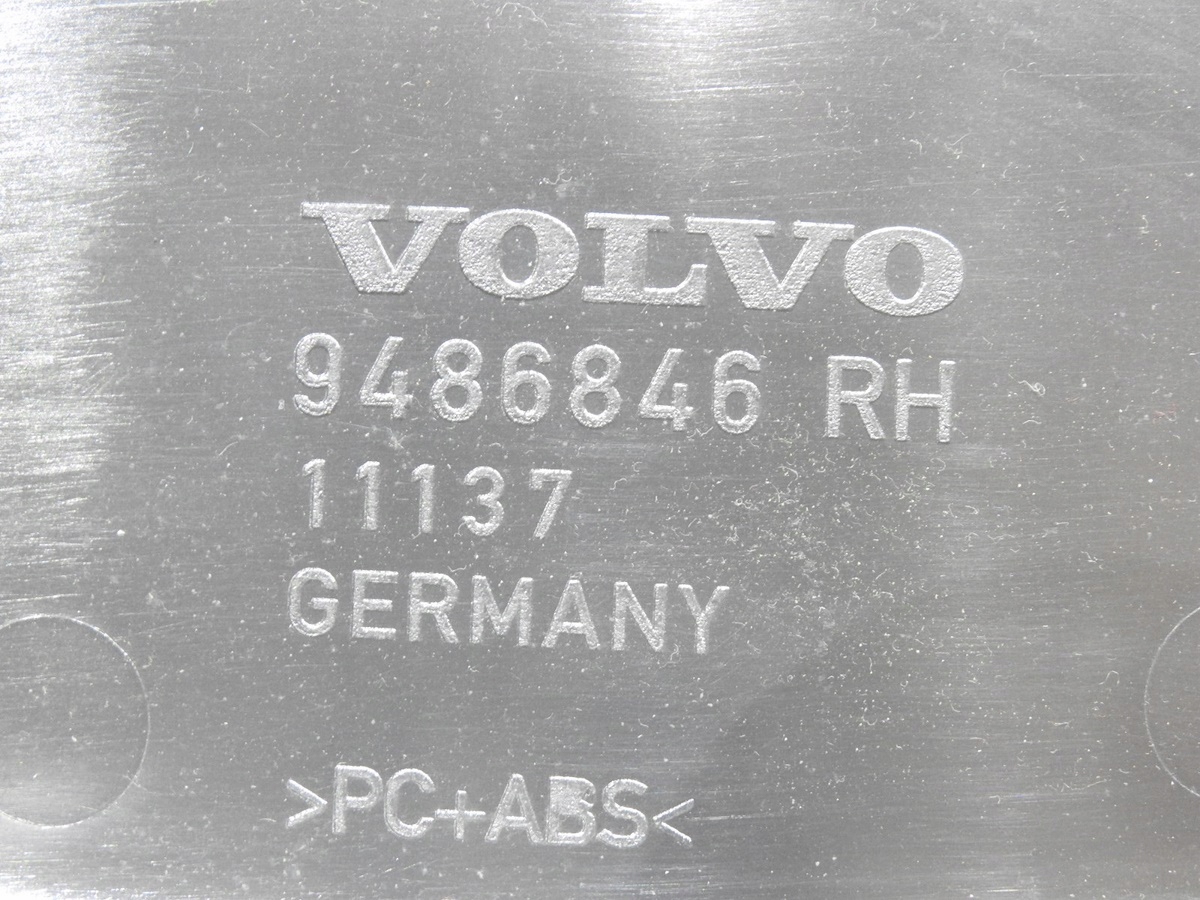 VOLVO
9486846 RH
11137
GERMANY
>PC+ABS<